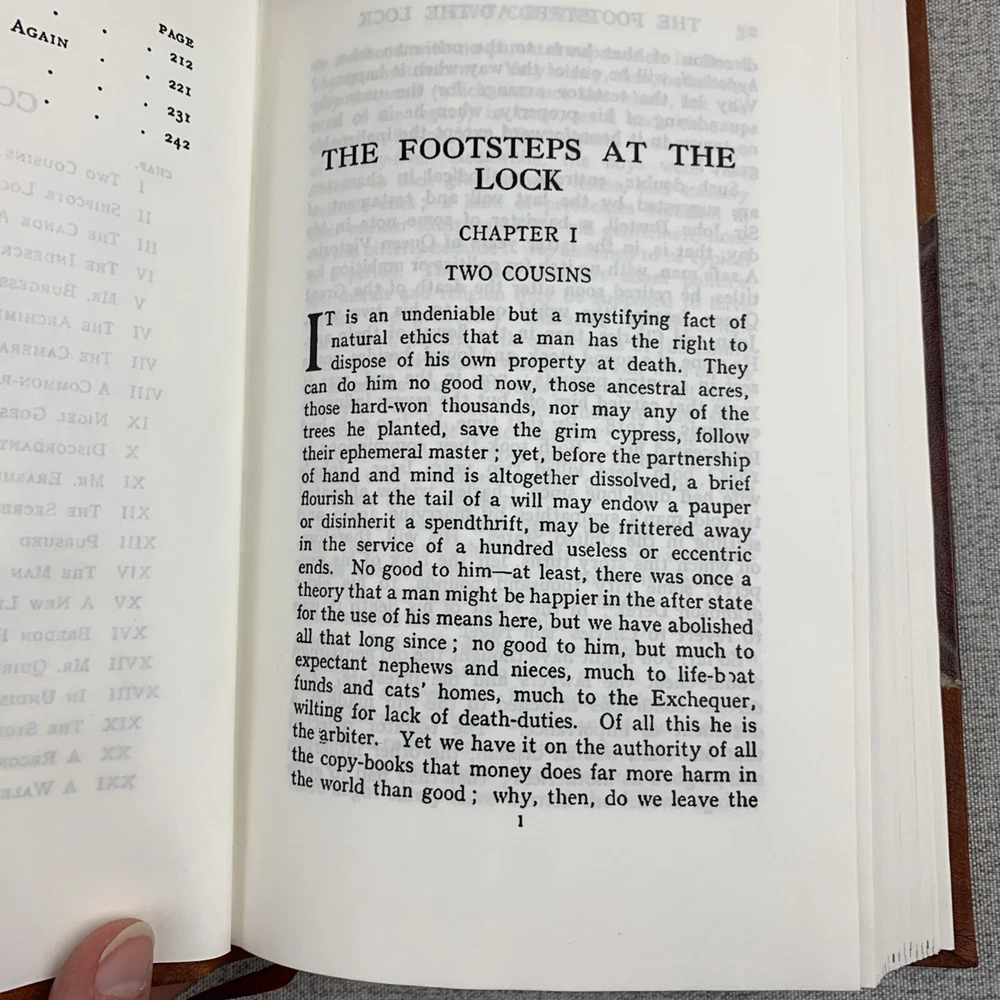 PAGE
AGAIN . . 212
. . . 221
. . . 231
. . . 242
THE FOOTSTEPS AT THE
LOCK
CHAPTER I
TWO COUSINS
IT is an undeniable but a mystifying fact of
natural ethics that a man has the right to
dispose of his own property at death. They
can do him no good now, those ancestral acres,
those hard-won thousands, nor may any of the
trees he planted, save the grim cypress, follow
their ephemeral master ; yet, before the partnership
of hand and mind is altogether dissolved, a brief
flourish at the tail of a will may endow a pauper
or disinherit a spendthrift, may be frittered away
in the service of a hundred useless or eccentric
ends. No good to him—at least, there was once a
theory that a man might be happier in the after state
for the use of his means here, but we have abolished
all that long since ; no good to him, but much to
expectant nephews and nieces, much to life-boat
funds and cats' homes, much to the Exchequer,
wilting for lack of death-duties. Of all this he is
the arbiter. Yet we have it on the authority of all
the copy-books that money does far more harm in
the world than good ; why, then, do we leave the
1